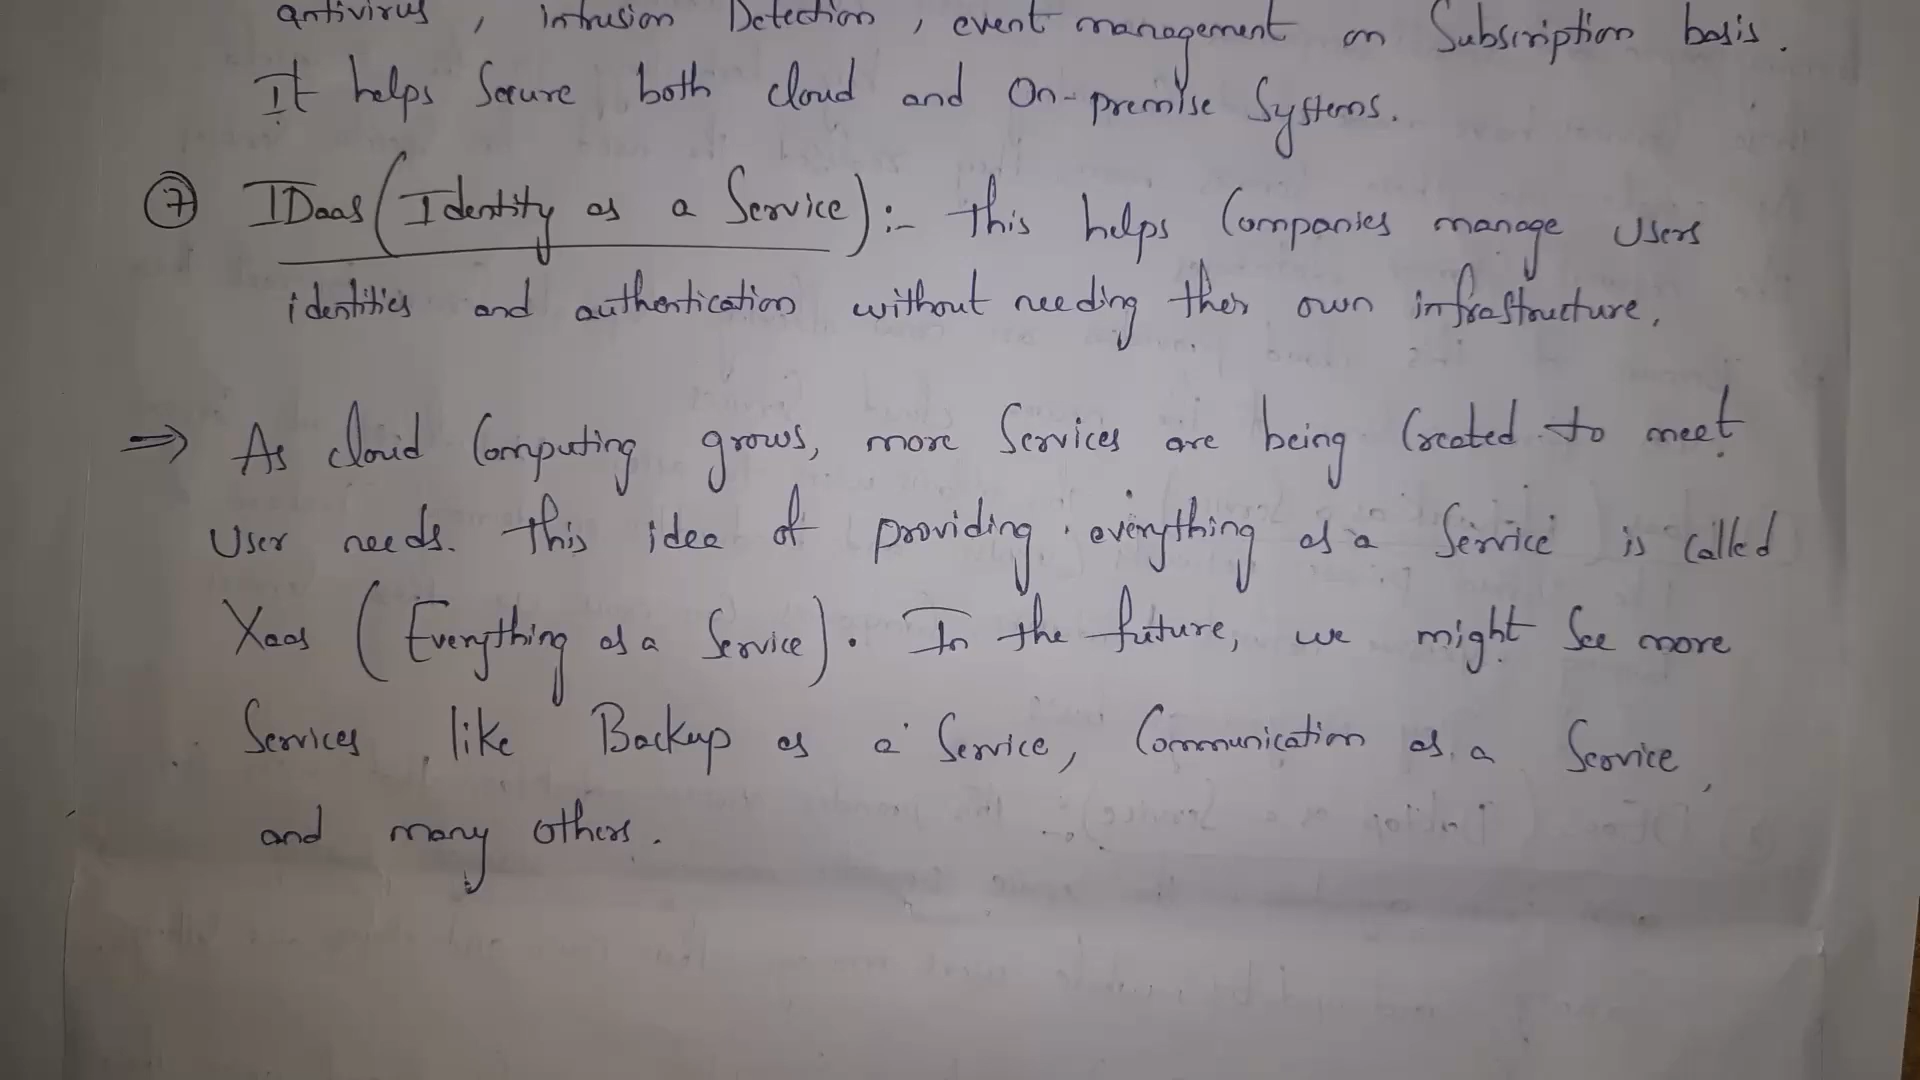 antivirus, intrusion Detection, event management on Subscription basis.
It helps Secure both cloud and On-premise Systems.
⑦ IDaas (Identity as a Service):- This helps Companies manage Users
identities and authentication without needing their own infrastructure.
⇒ As cloud Computing grows, more Services are being Created to meet
User needs. This idea of providing everything as a Service is called
Xaas (Everything as a Service). In the future, we might See more
Services like Backup as a Service, Communication as a Service,
and many others.